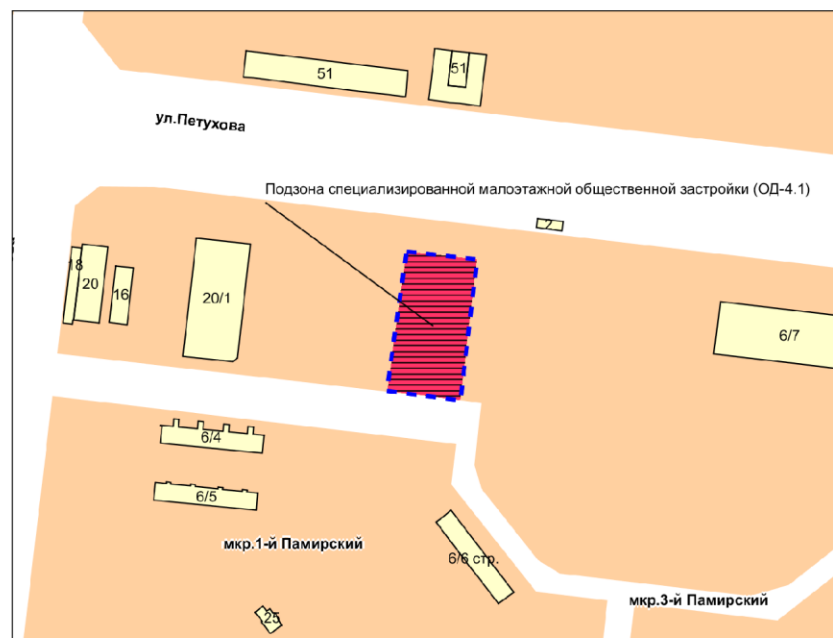 51
51
ул.Петухова
Подзона специализированной малоэтажной общественной застройки (ОД-4.1)
2
18
20
16
20/1
6/7
6/4
6/5
мкр.1-й Памирский
6/6 стр.
мкр.3-й Памирский
25